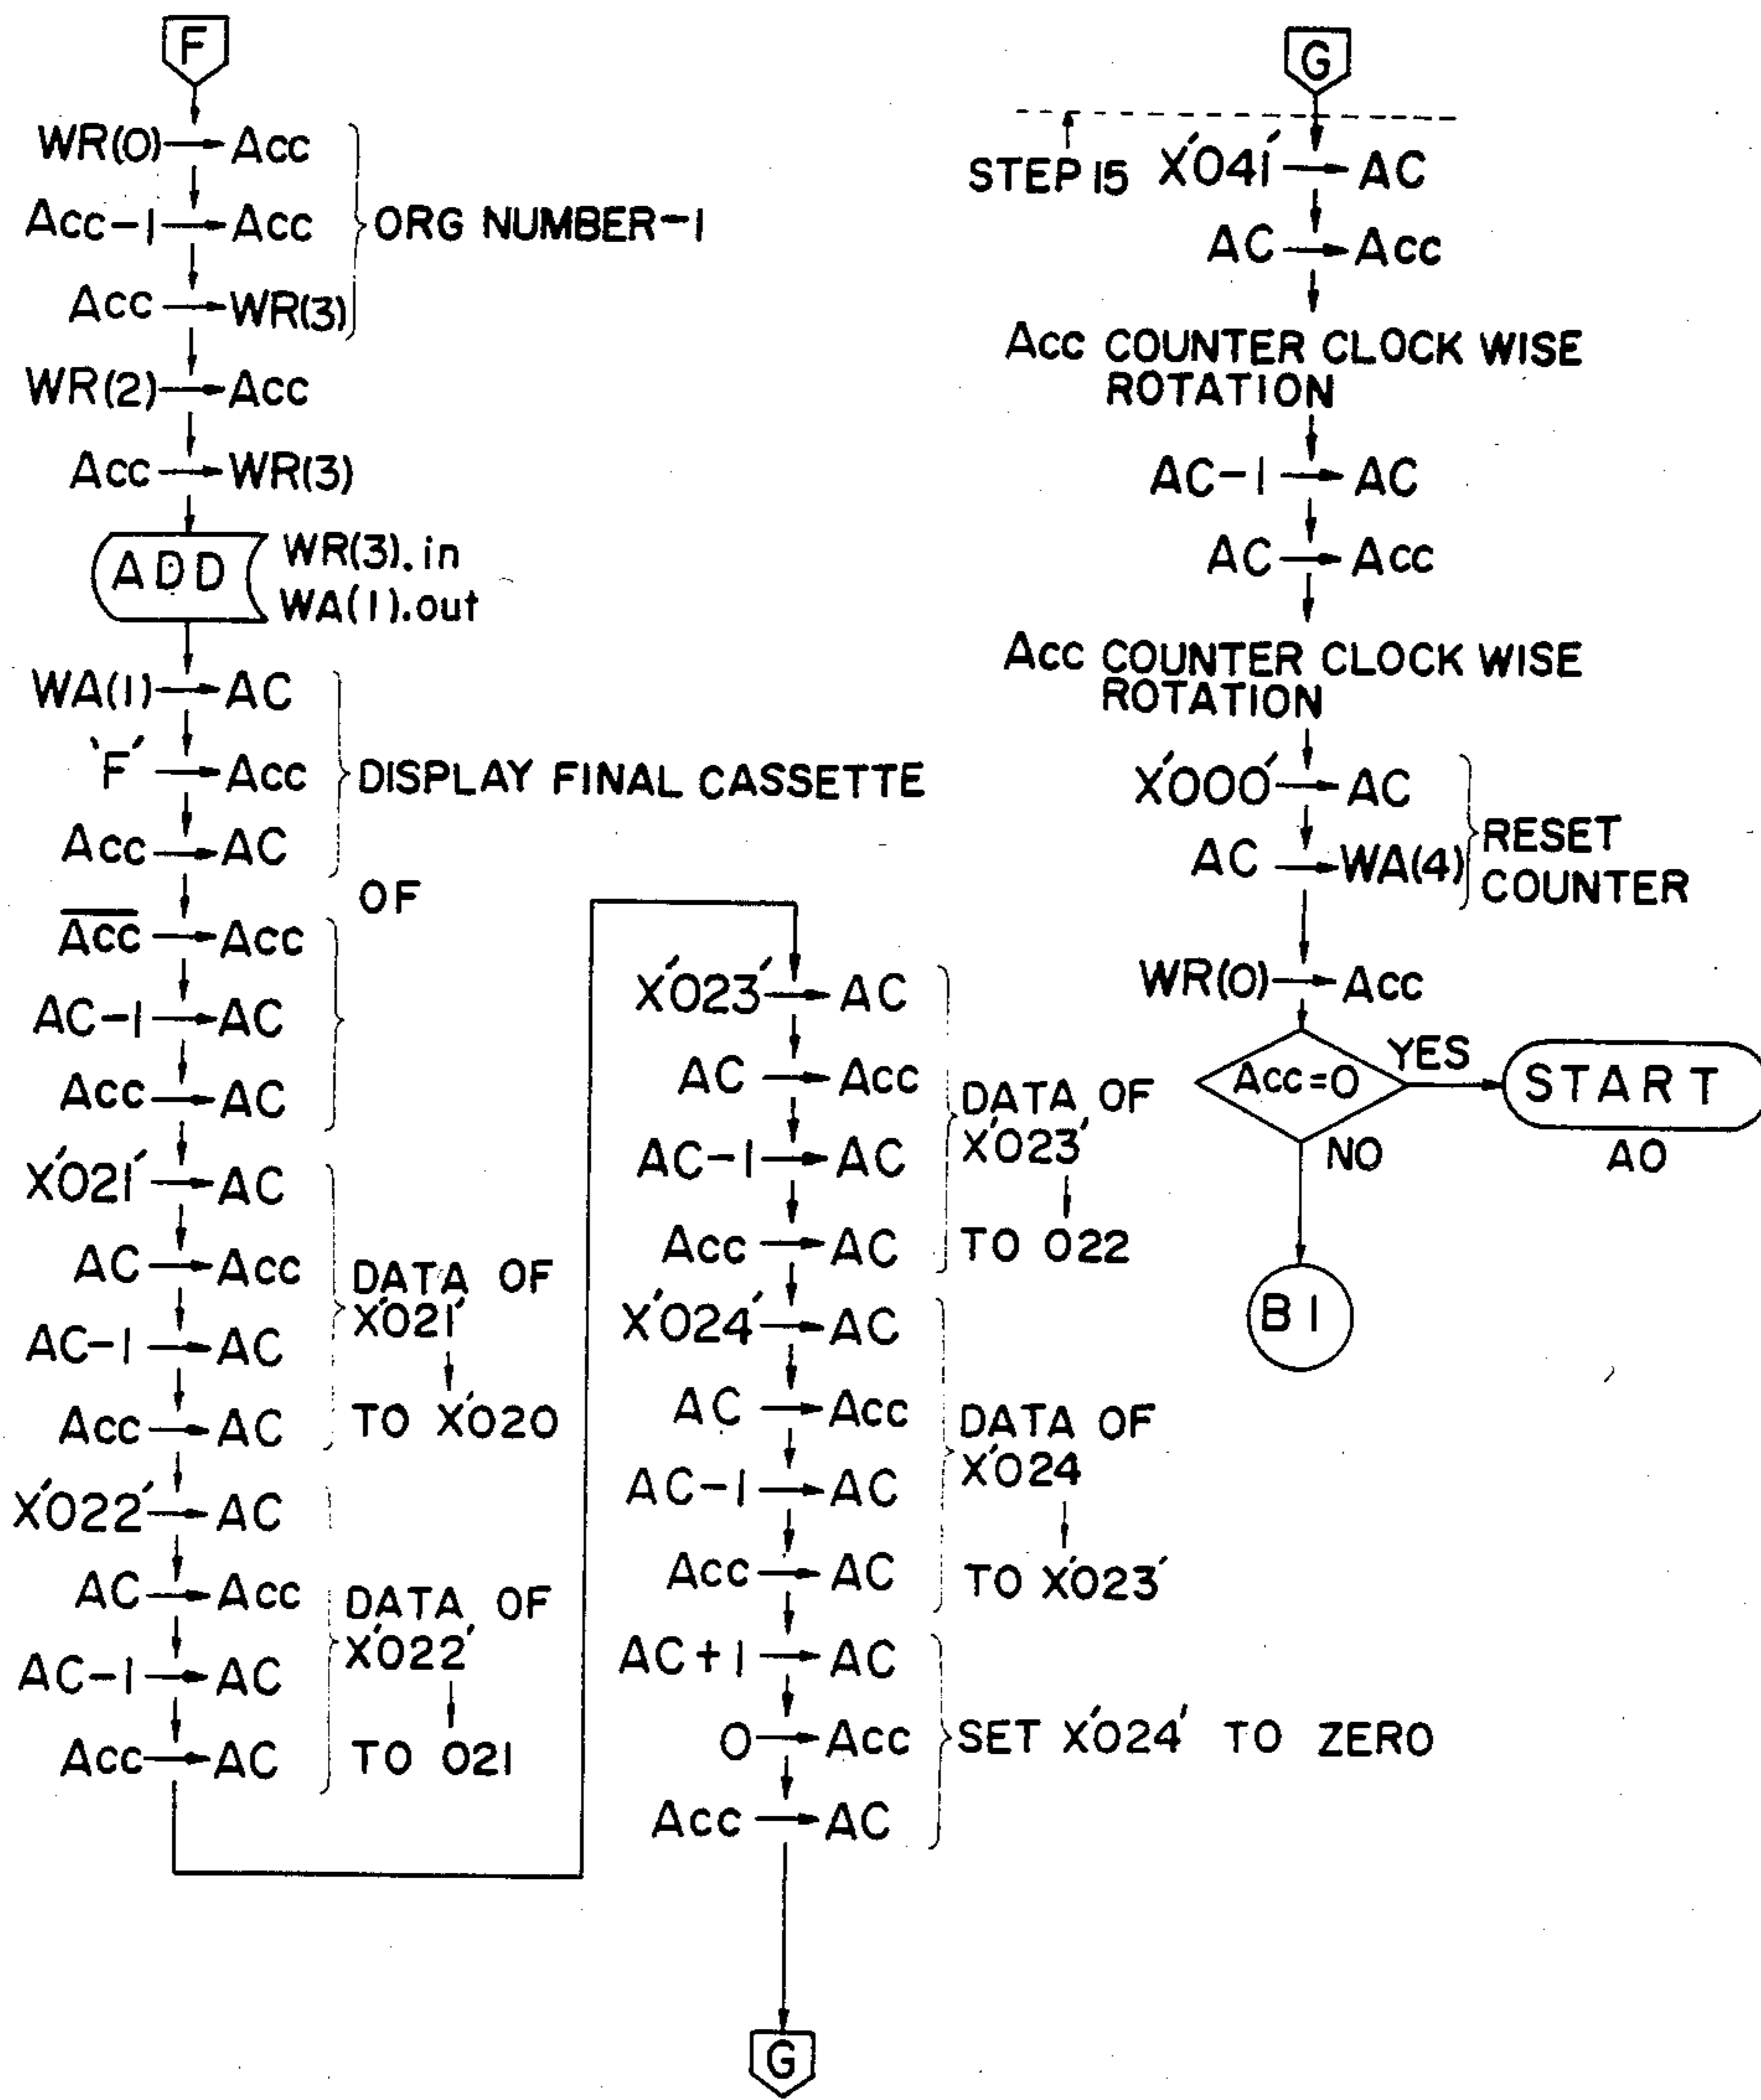 F
WR(0) → Acc
Acc-1 → Acc
Acc → WR(3)
ORG NUMBER-1
WR(2) → Acc
Acc → WR(3)
ADD
WR(3).in
WA(1).out
WA(1) → AC
'F' → Acc
Acc → AC
DISPLAY FINAL CASSETTE
OF
A̅c̅c̅ → Acc
AC-1 → AC
Acc → AC
X'021' → AC
AC → Acc
AC-1 → AC
Acc → AC
DATA OF
X'021'
↓
TO X'020
X'022' → AC
AC → Acc
AC-1 → AC
Acc → AC
DATA OF
X'022'
↓
TO 021
X'023' → AC
AC → Acc
AC-1 → AC
Acc → AC
DATA OF
X'023'
↓
TO 022
X'024' → AC
AC → Acc
AC-1 → AC
Acc → AC
DATA OF
X'024
↓
TO X'023'
AC+1 → AC
0 → Acc
Acc → AC
SET X'024' TO ZERO
G
G
STEP 15
X'041' → AC
AC → Acc
Acc COUNTER CLOCK WISE
ROTATION
AC-1 → AC
AC → Acc
Acc COUNTER CLOCK WISE
ROTATION
X'000' → AC
AC → WA(4)
RESET
COUNTER
WR(0) → Acc
Acc=0
YES
START
A0
NO
B1